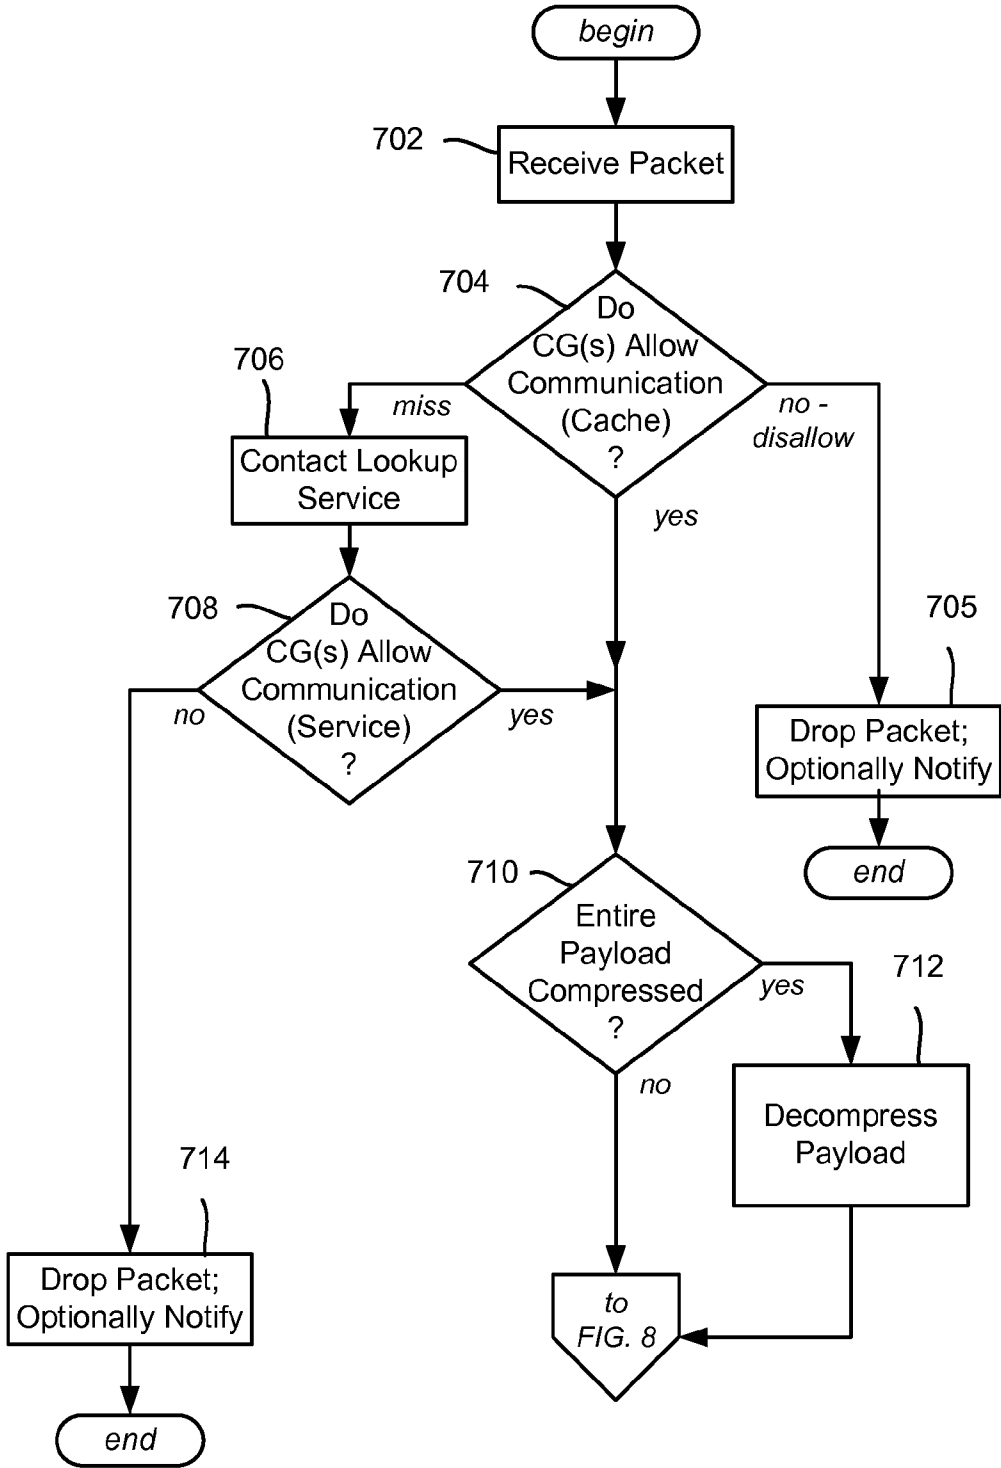 begin
702
Receive Packet
704
Do
CG(s) Allow
Communication
(Cache)
?
miss
no -
disallow
yes
706
Contact Lookup
Service
708
Do
CG(s) Allow
Communication
(Service)
?
no
yes
705
Drop Packet;
Optionally Notify
end
710
Entire
Payload
Compressed
?
yes
no
712
Decompress
Payload
714
Drop Packet;
Optionally Notify
end
to
FIG. 8